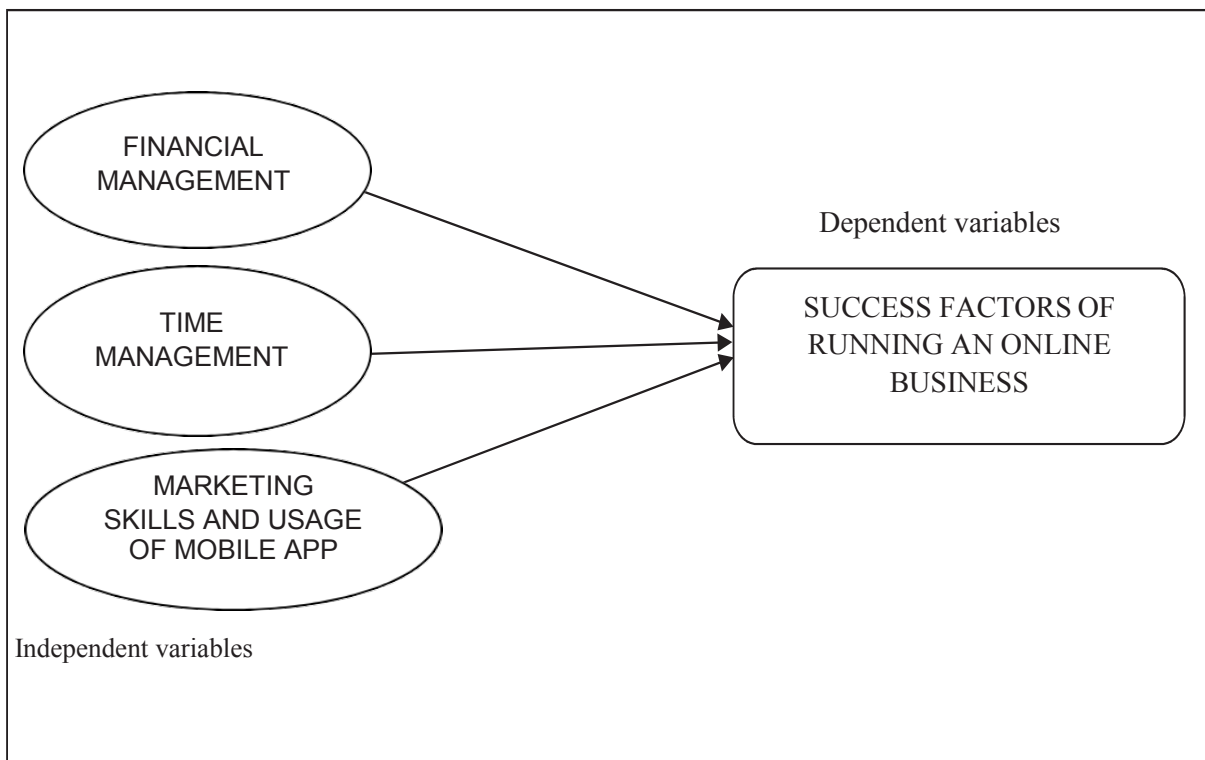 FINANCIAL
MANAGEMENT
TIME
MANAGEMENT
MARKETING
SKILLS AND USAGE
OF MOBILE APP
Independent variables
Dependent variables
SUCCESS FACTORS OF
RUNNING AN ONLINE
BUSINESS